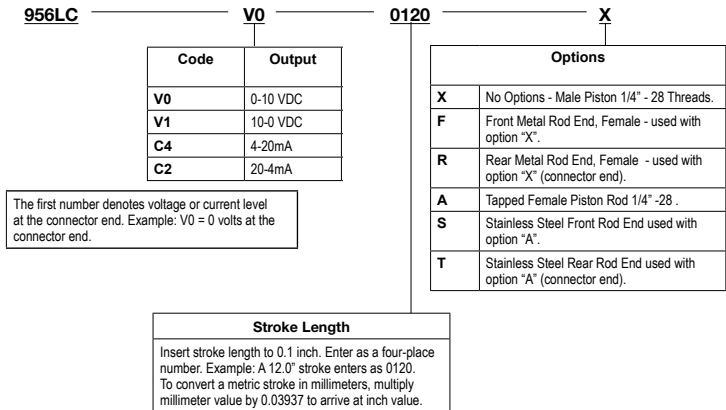 956LC V0 0120 X
Code Output
V0 0-10 VDC
V1 10-0 VDC
C4 4-20mA
C2 20-4mA
The first number denotes voltage or current level
at the connector end. Example: V0 = 0 volts at the
connector end.
Options
X No Options - Male Piston 1/4" - 28 Threads.
F Front Metal Rod End, Female - used with
option "X".
R Rear Metal Rod End, Female - used with
option "X" (connector end).
A Tapped Female Piston Rod 1/4" -28 .
S Stainless Steel Front Rod End used with
option "A".
T Stainless Steel Rear Rod End used with
option "A" (connector end).
Stroke Length
Insert stroke length to 0.1 inch. Enter as a four-place
number. Example: A 12.0" stroke enters as 0120.
To convert a metric stroke in millimeters, multiply
millimeter value by 0.03937 to arrive at inch value.